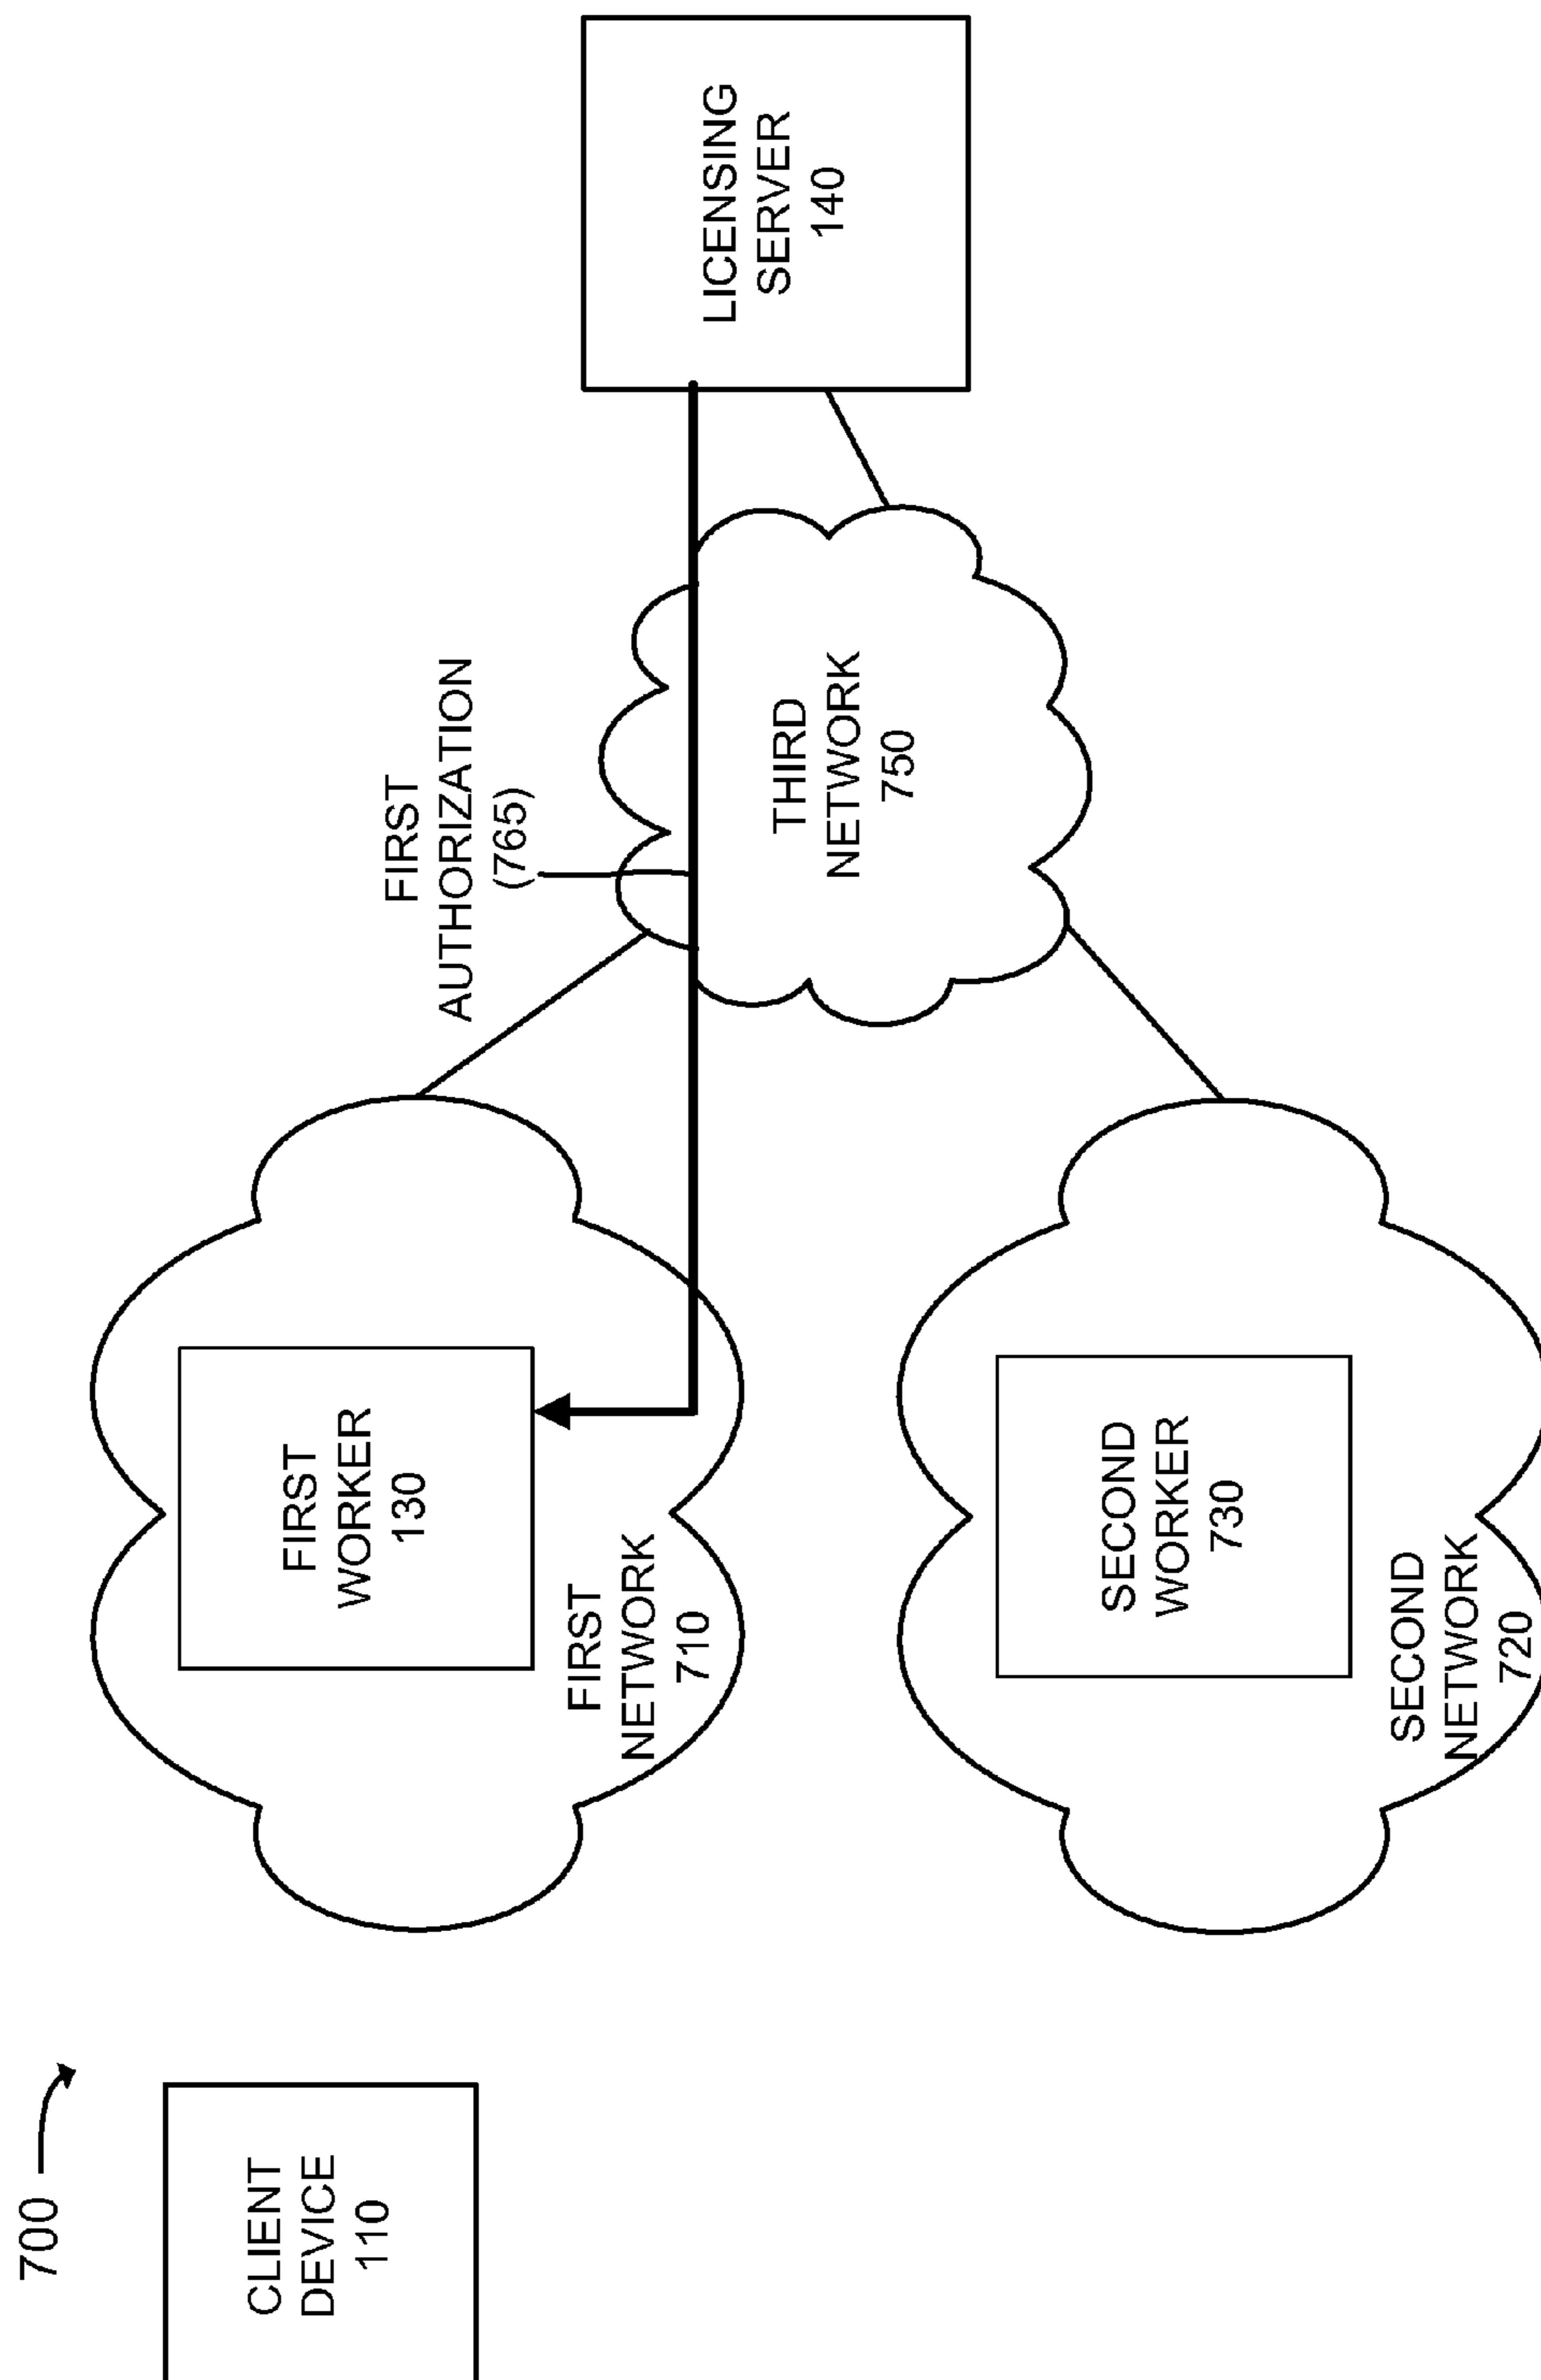 700
CLIENT
DEVICE
110
FIRST
WORKER
130
FIRST
NETWORK
710
SECOND
WORKER
730
SECOND
NETWORK
720
FIRST
AUTHORIZATION
(765)
THIRD
NETWORK
750
LICENSING
SERVER
140